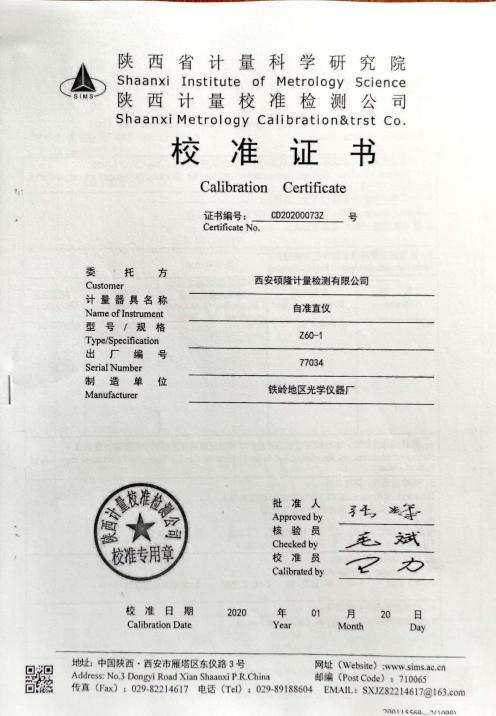 陕西省计量科学研究院
Shaanxi Institute of Metrology Science
陕西计量校准检测公司
Shaanxi Metrology Calibration&trst Co.
SIMS
校准证书
Calibration Certificate
证书编号： CD20200073Z 号
Certificate No.
委托方 西安硕隆计量检测有限公司
Customer
计量器具名称 自准直仪
Name of Instrument
型号/规格 Z60-1
Type/Specification
出厂编号 77034
Serial Number
制造单位 铁岭地区光学仪器厂
Manufacturer
陕西计量校准检测公司
校准专用章
批准人
Approved by
核验员
Checked by
校准员
Calibrated by
校准日期 2020 年 01 月 20 日
Calibration Date Year Month Day
地址: 中国陕西·西安市雁塔区东仪路3号 网址（Website）:www.sims.ac.cn
Address: No.3 Dongyi Road Xian Shaanxi P.R.China 邮编（Post Code）: 710065
传真（Fax）: 029-82214617 电话（Tel）: 029-89188604 EMAIL: SXJZ82214617@163.com